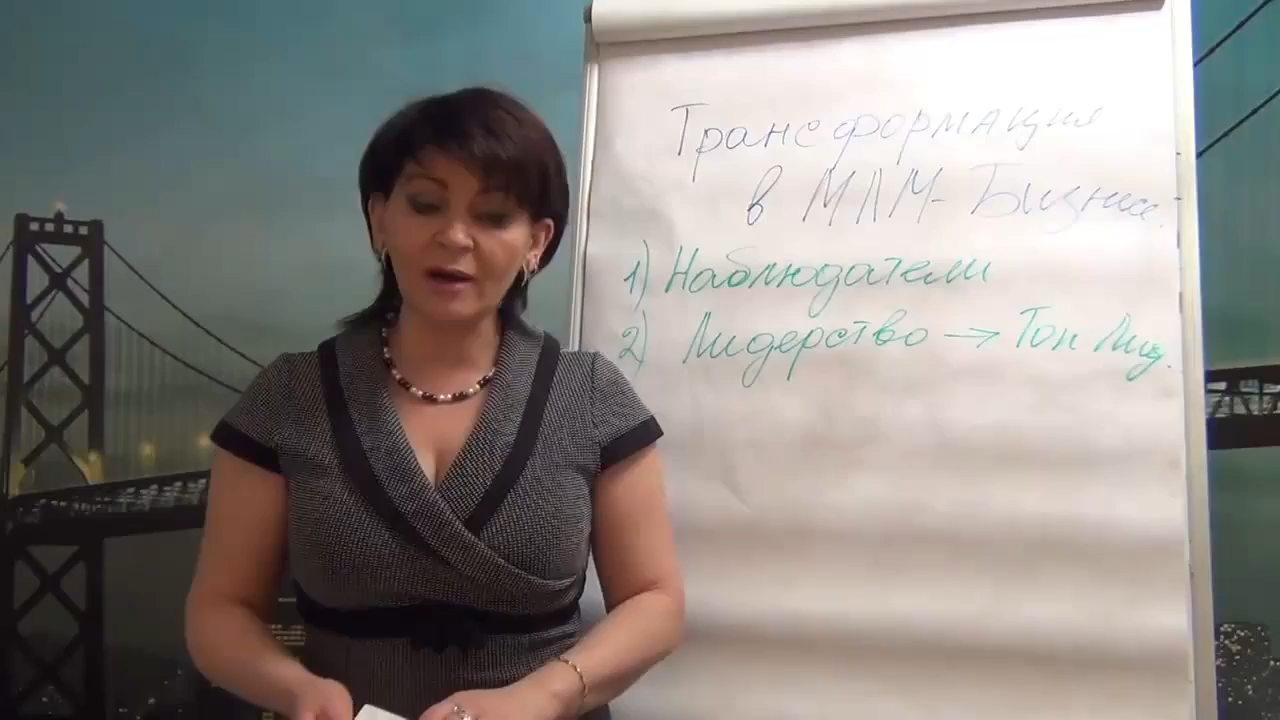 Трансформация
в МЛМ-Бизнесе.
1) Наблюдатели
2) Лидерство → Топ Лид.